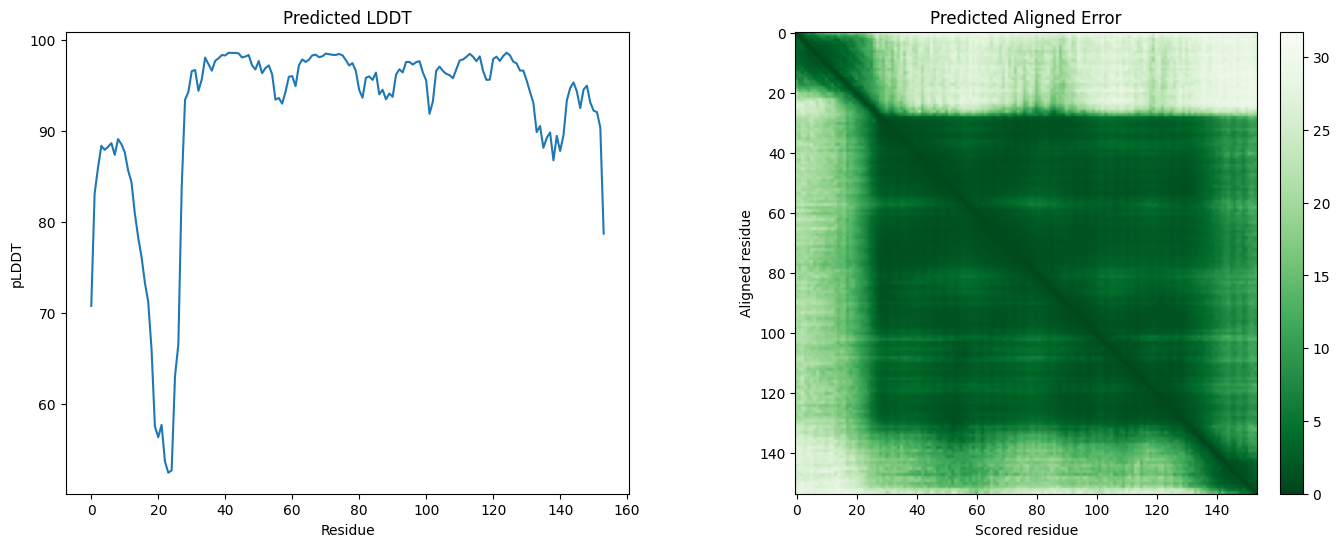 Predicted LDDT
100
90
80
70
60
pLDDT
0 20 40 60 80 100 120 140 160
Residue
Predicted Aligned Error
0
20
40
60
80
100
120
140
Aligned residue
0 20 40 60 80 100 120 140
Scored residue
30
25
20
15
10
5
0